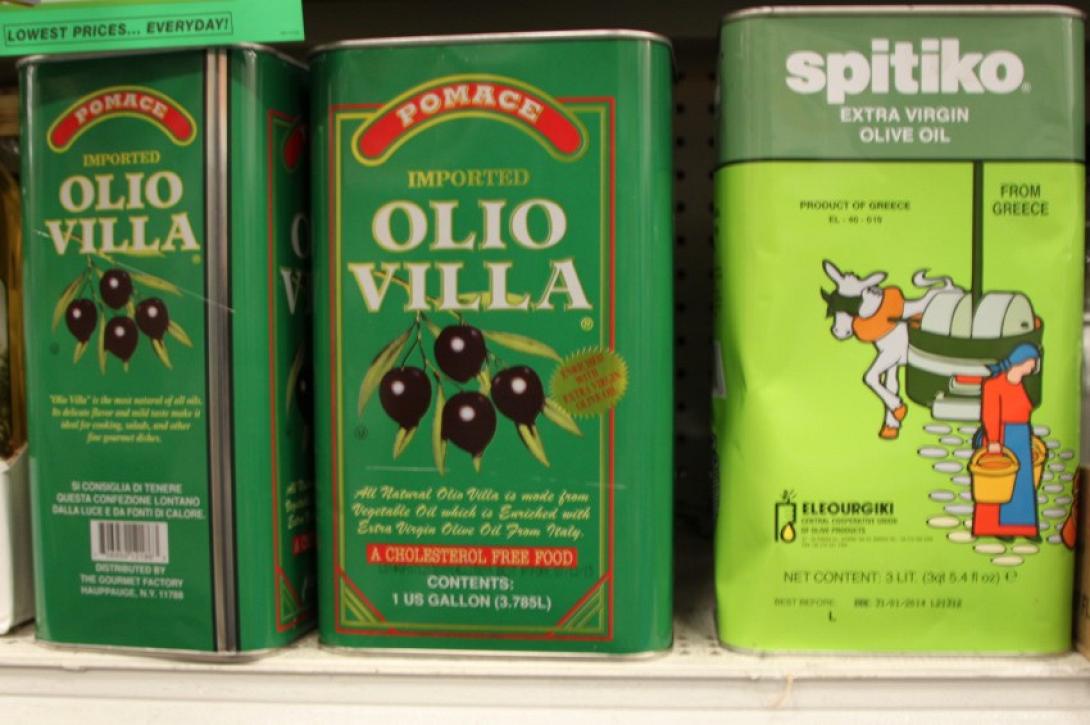 LOWEST PRICES... EVERYDAY!
POMACE
IMPORTED
OLIO
VILLA
"Olio Villa" is the most natural of all oils.
Its delicate flavor and mild taste make it
ideal for cooking, salads, and other
fine gourmet dishes.
SI CONSIGLIA DI TENERE
QUESTA CONFEZIONE LONTANO
DALLA LUCE E DA FONTI DI CALORE.
DISTRIBUTED BY
THE GOURMET FACTORY
HAUPPAUGE, N.Y. 11788
POMACE
IMPORTED
OLIO
VILLA
®
ENRICHED
WITH
EXTRA VIRGIN
OLIVE OIL
All Natural Olio Villa is made from
Vegetable Oil which is Enriched with
Extra Virgin Olive Oil From Italy.
A CHOLESTEROL FREE FOOD
CONTENTS:
1 US GALLON (3.785L)
spitiko®
EXTRA VIRGIN
OLIVE OIL
FROM
GREECE
PRODUCT OF GREECE
EL - 40 - 019
ELEOURGIKI
CENTRAL COOPERATIVE UNION
OF OLIVE PRODUCTS
NET CONTENT: 3 LIT. (3qt 5.4 fl oz) e
BEST BEFORE: 31/01/2014 L21312
L